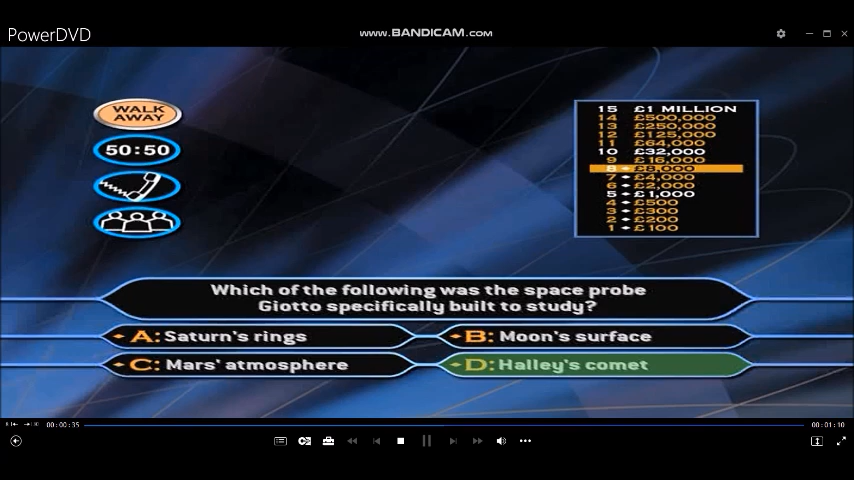 PowerDVD
www.BANDICAM.com
WALK
AWAY
50:50
15 £1 MILLION
14 £500,000
13 £250,000
12 £125,000
11 £64,000
10 £32,000
9 £16,000
8 £8,000
7 £4,000
6 £2,000
5 £1,000
4 £500
3 £300
2 £200
1 £100
Which of the following was the space probe
Giotto specifically built to study?
A: Saturn's rings
B: Moon's surface
C: Mars' atmosphere
D: Halley's comet
00:00:35
00:01:10